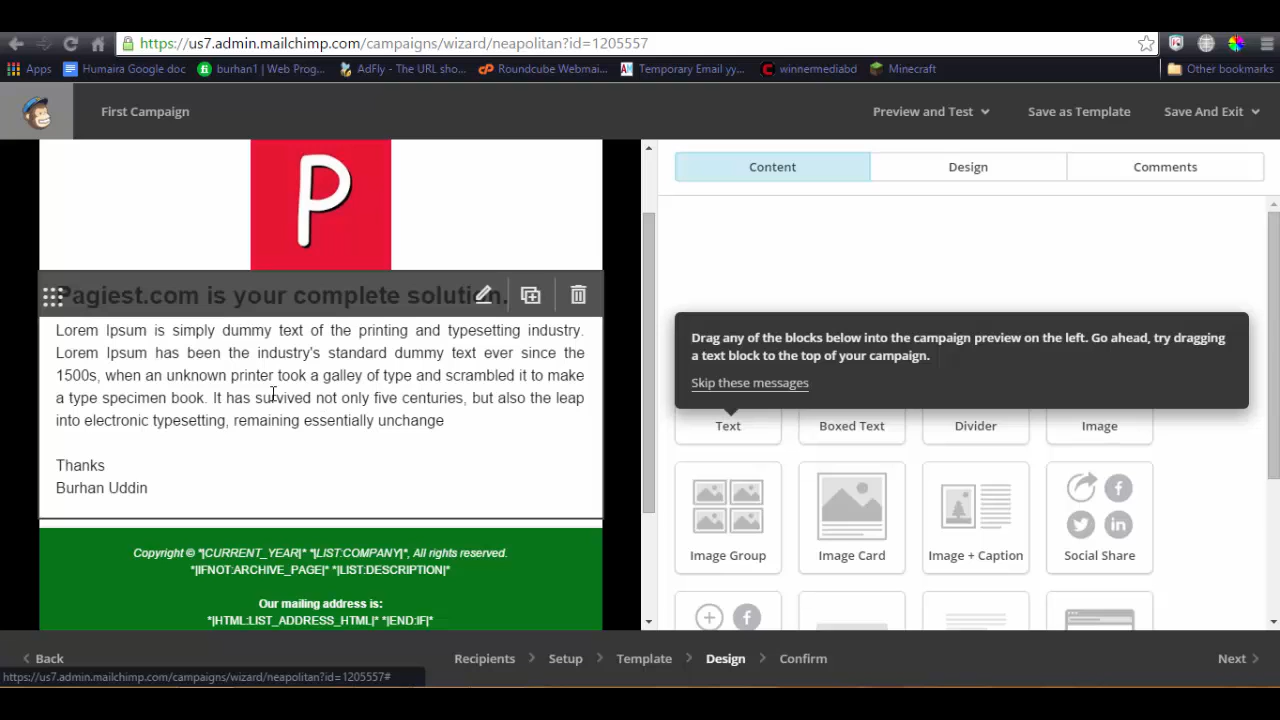 https://us7.admin.mailchimp.com/campaigns/wizard/neapolitan?id=1205557
Apps
Humaira Google doc
burhan1 | Web Prog...
AdFly - The URL sho...
Roundcube Webmai...
Temporary Email yy...
winnermediabd
Minecraft
Other bookmarks
First Campaign
Preview and Test
Save as Template
Save And Exit
P
Content
Design
Comments
Pagiest.com is your complete solution.
Lorem Ipsum is simply dummy text of the printing and typesetting industry.
Lorem Ipsum has been the industry's standard dummy text ever since the
1500s, when an unknown printer took a galley of type and scrambled it to make
a type specimen book. It has survived not only five centuries, but also the leap
into electronic typesetting, remaining essentially unchange
Thanks
Burhan Uddin
Copyright © *|CURRENT_YEAR|* *|LIST:COMPANY|*, All rights reserved.
*|IFNOT:ARCHIVE_PAGE|* *|LIST:DESCRIPTION|*
Our mailing address is:
*|HTML:LIST_ADDRESS_HTML|* *|END:IF|*
Drag any of the blocks below into the campaign preview on the left. Go ahead, try dragging
a text block to the top of your campaign.
Skip these messages
Text
Boxed Text
Divider
Image
Image Group
Image Card
Image + Caption
Social Share
Back
Recipients
Setup
Template
Design
Confirm
Next
https://us7.admin.mailchimp.com/campaigns/wizard/neapolitan?id=1205557#